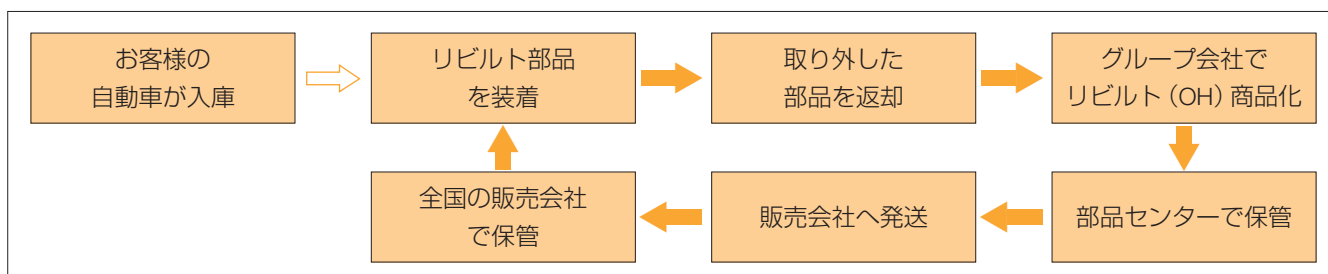 お客様の
自動車が入庫
リビルト部品
を装着
取り外した
部品を返却
グループ会社で
リビルト（OH）商品化
全国の販売会社
で保管
販売会社へ発送
部品センターで保管